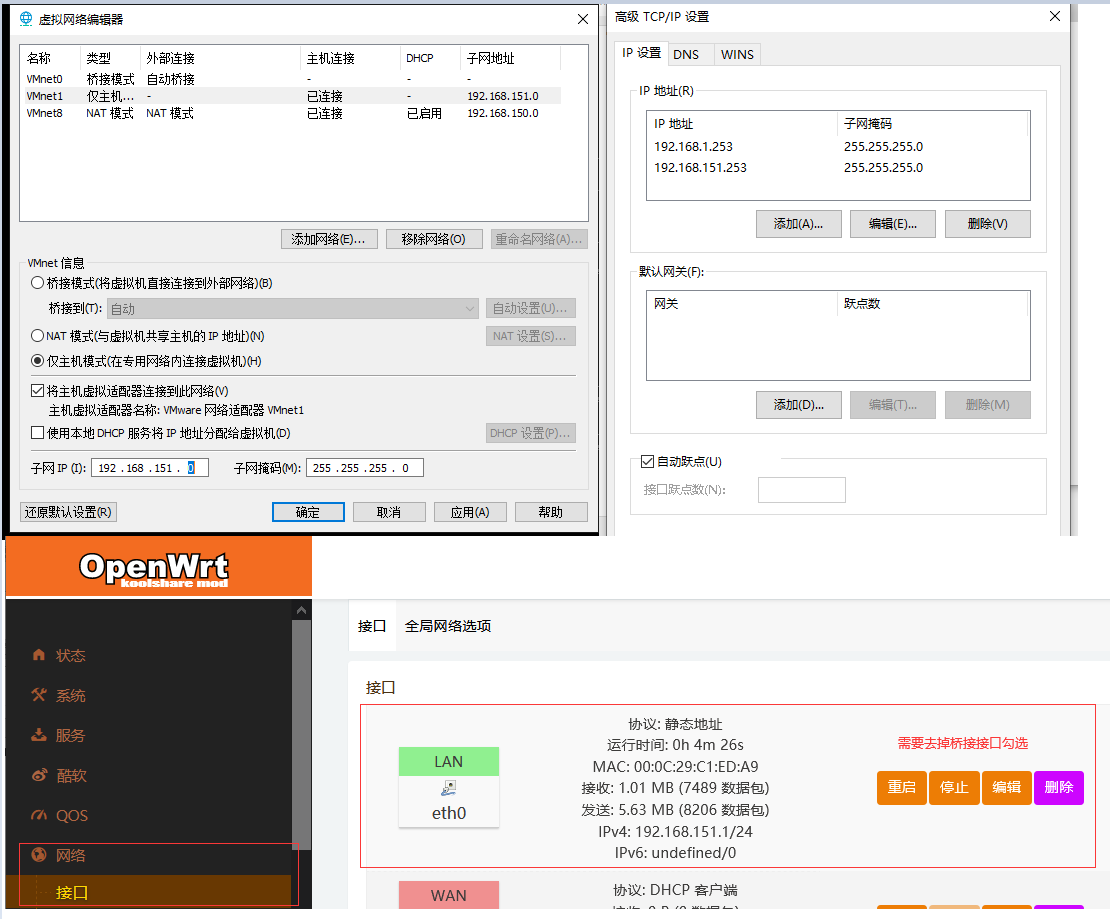 虚拟网络编辑器
名称 类型 外部连接 主机连接 DHCP 子网地址
VMnet0 桥接模式 自动桥接 - - -
VMnet1 仅主机... - 已连接 - 192.168.151.0
VMnet8 NAT 模式 NAT 模式 已连接 已启用 192.168.150.0
添加网络(E)... 移除网络(O) 重命名网络(A)...
VMnet 信息
桥接模式(将虚拟机直接连接到外部网络)(B)
桥接到(T): 自动 自动设置(U)...
NAT 模式(与虚拟机共享主机的 IP 地址)(N) NAT 设置(S)...
仅主机模式(在专用网络内连接虚拟机)(H)
将主机虚拟适配器连接到此网络(V)
主机虚拟适配器名称: VMware 网络适配器 VMnet1
使用本地 DHCP 服务将 IP 地址分配给虚拟机(D) DHCP 设置(P)...
子网 IP (I): 192 .168 .151 . 0 子网掩码(M): 255 .255 .255 . 0
还原默认设置(R) 确定 取消 应用(A) 帮助
高级 TCP/IP 设置
IP 设置 DNS WINS
IP 地址(R)
IP 地址 子网掩码
192.168.1.253 255.255.255.0
192.168.151.253 255.255.255.0
添加(A)... 编辑(E)... 删除(V)
默认网关(F):
网关 跃点数
添加(D)... 编辑(T)... 删除(M)
自动跃点(U)
接口跃点数(N):
OpenWrt
koolshare mod
状态
系统
服务
酷软
QOS
网络
接口
接口 全局网络选项
接口
LAN
eth0
协议: 静态地址
运行时间: 0h 4m 26s
MAC: 00:0C:29:C1:ED:A9
接收: 1.01 MB (7489 数据包)
发送: 5.63 MB (8206 数据包)
IPv4: 192.168.151.1/24
IPv6: undefined/0
需要去掉桥接接口勾选
重启 停止 编辑 删除
WAN
协议: DHCP 客户端